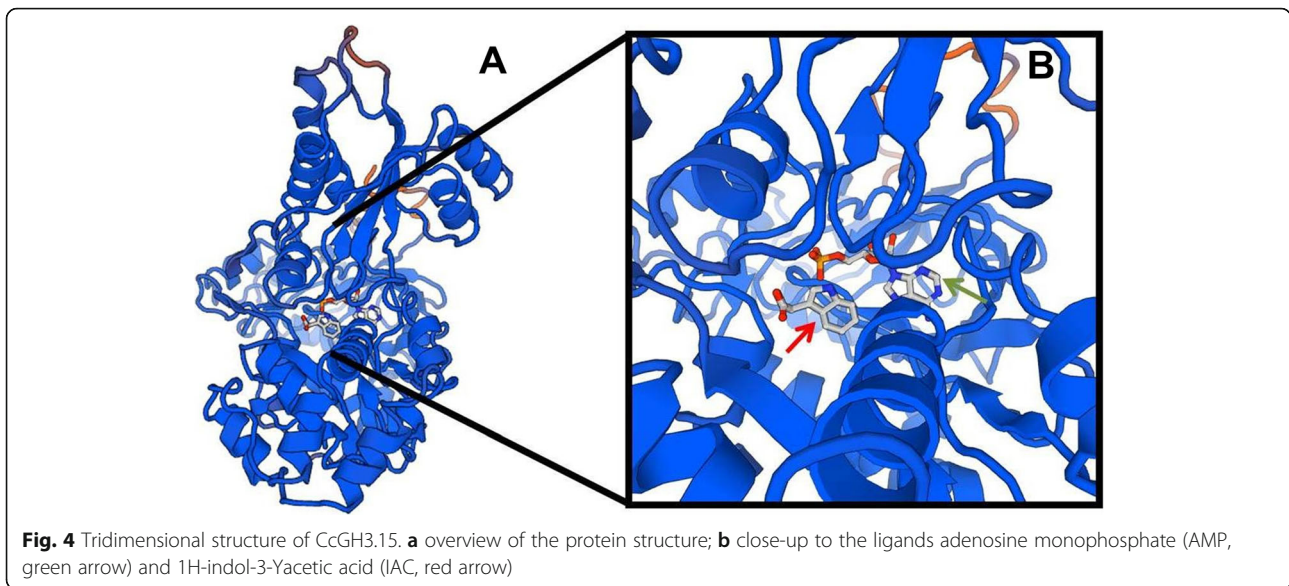 A
B
Fig. 4 Tridimensional structure of CcGH3.15. a overview of the protein structure; b close-up to the ligands adenosine monophosphate (AMP,
green arrow) and 1H-indol-3-Yacetic acid (IAC, red arrow)